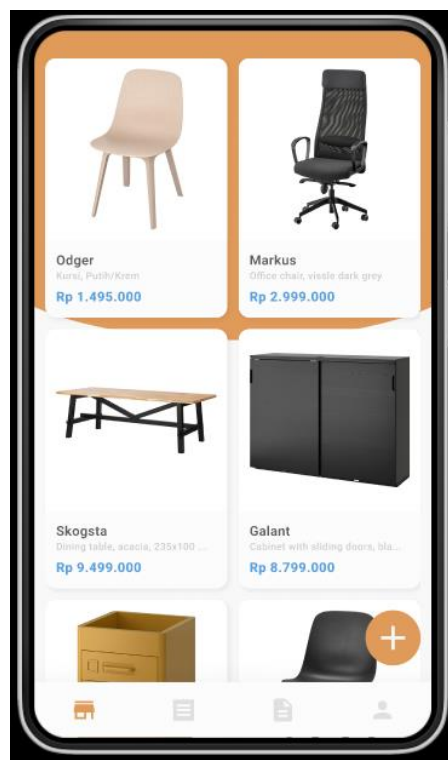 Odger
Kursi, Putih/Krem
Rp 1.495.000
Markus
Office chair, vissle dark grey
Rp 2.999.000
Skogsta
Dining table, acacia, 235x100 ...
Rp 9.499.000
Galant
Cabinet with sliding doors, bla...
Rp 8.799.000